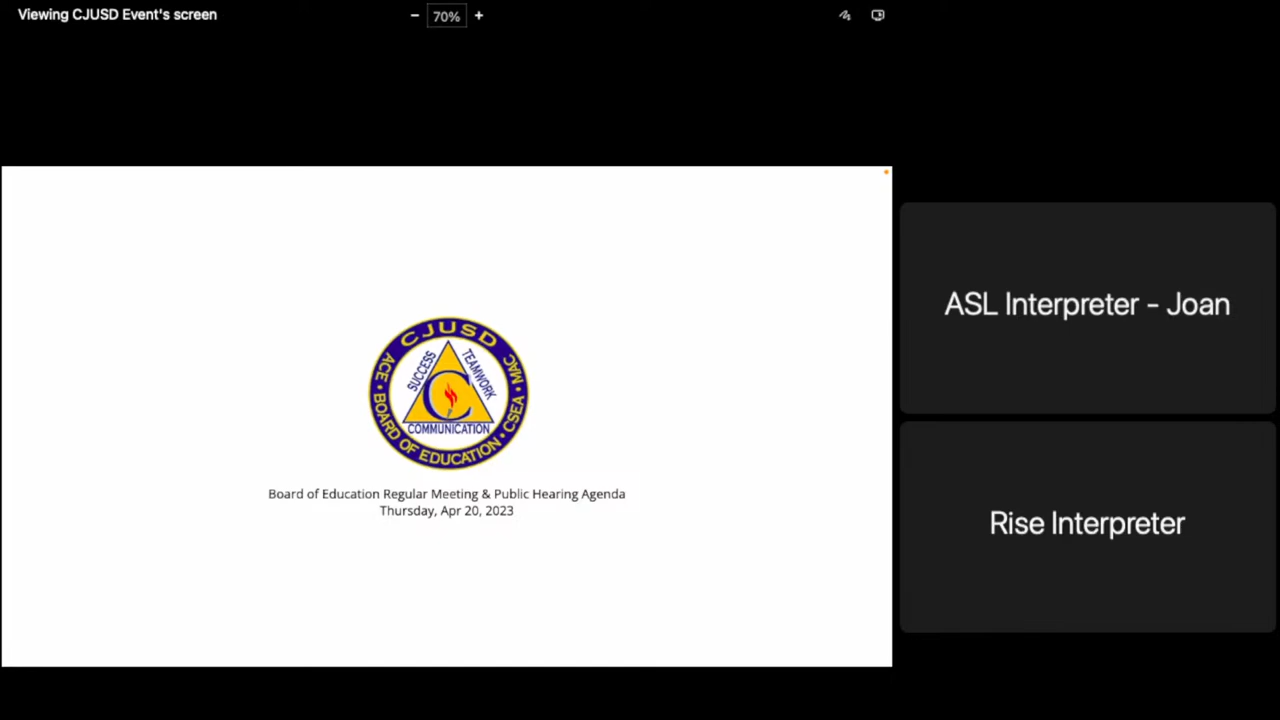 Viewing CJUSD Event's screen
− 70% +
CJUSD
ACE • BOARD OF EDUCATION • CSEA • MAC
SUCCESS
TEAMWORK
C
COMMUNICATION
Board of Education Regular Meeting & Public Hearing Agenda
Thursday, Apr 20, 2023
ASL Interpreter - Joan
Rise Interpreter